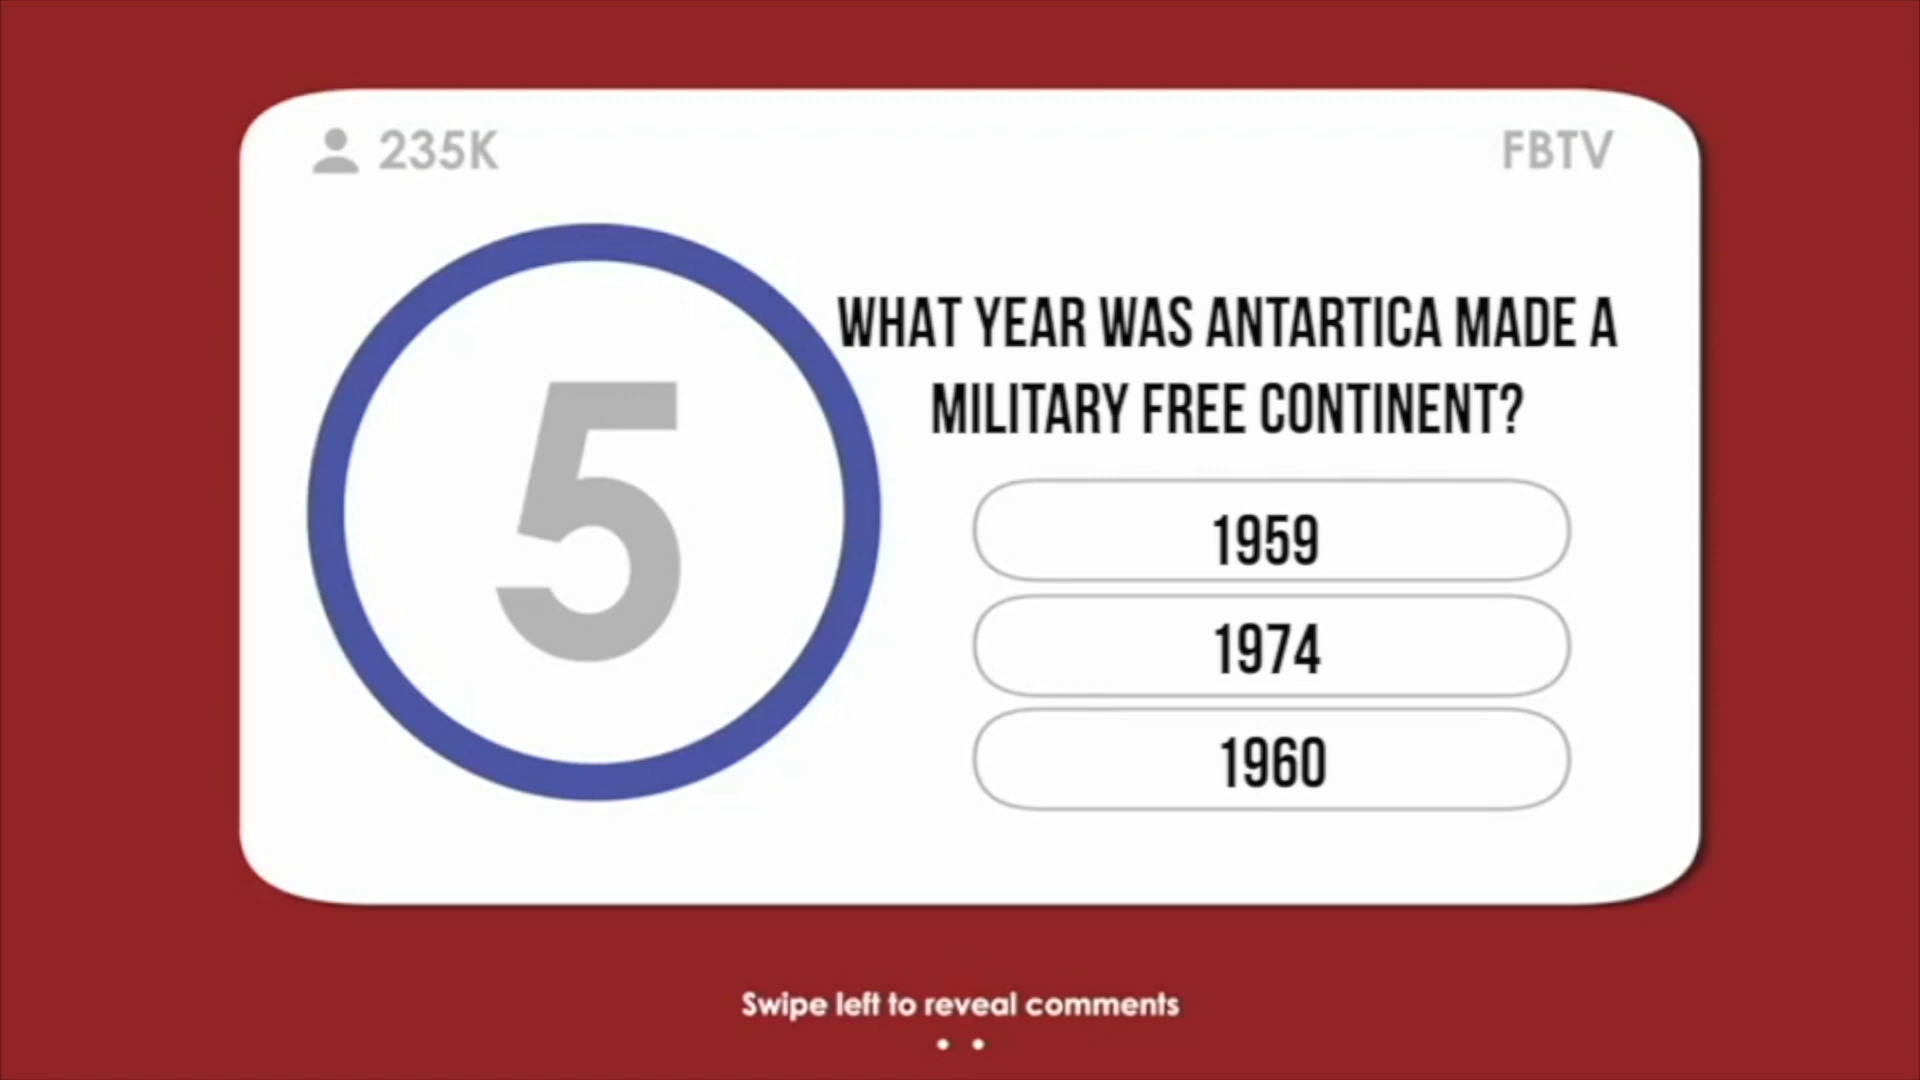 235K
FBTV
5
WHAT YEAR WAS ANTARTICA MADE A
MILITARY FREE CONTINENT?
1959
1974
1960
Swipe left to reveal comments